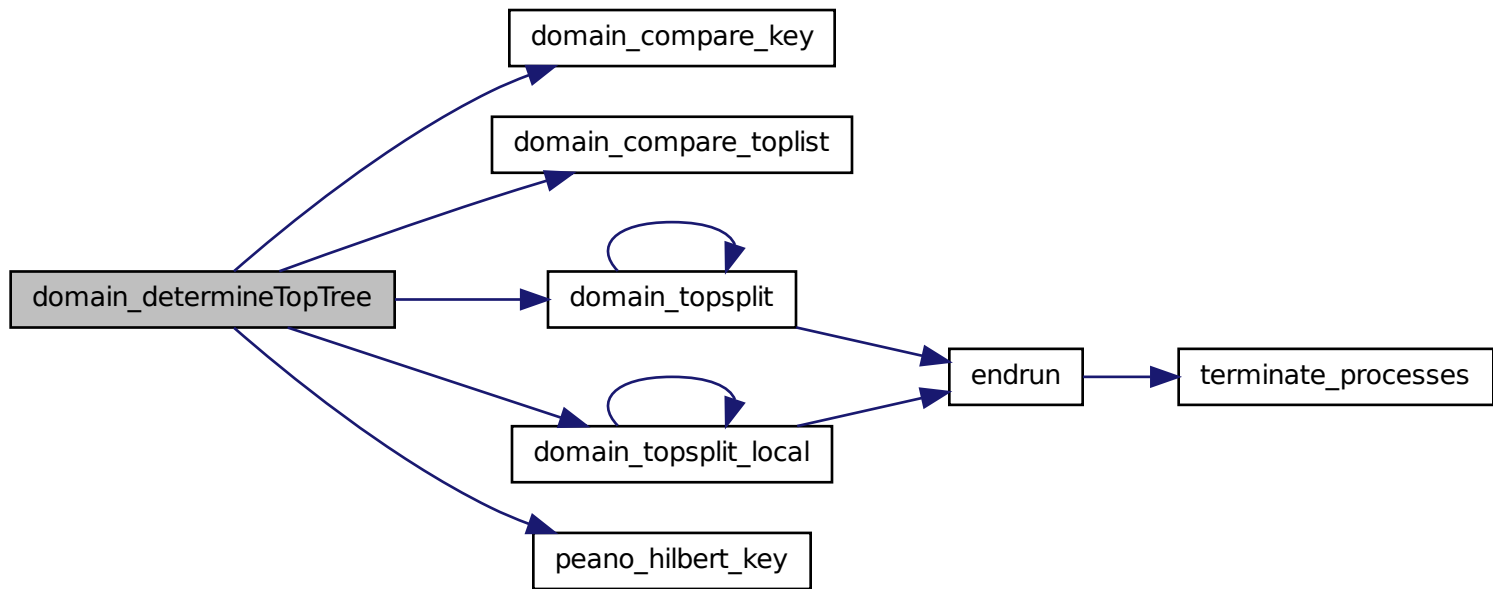 domain_compare_key
domain_compare_toplist
domain_determineTopTree
domain_topsplit
endrun
terminate_processes
domain_topsplit_local
peano_hilbert_key